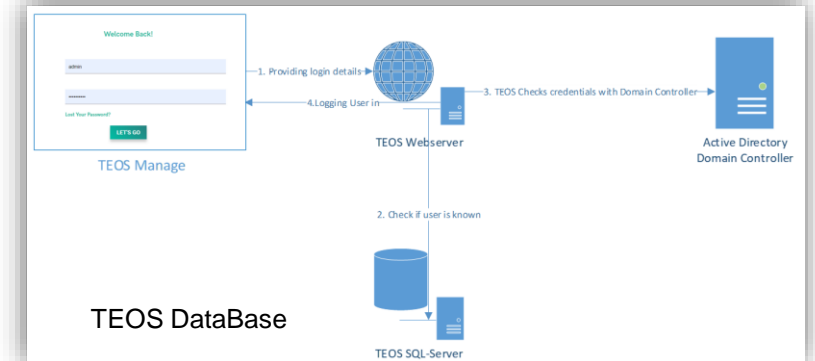 Welcome Back!
admin
Lost Your Password?
LET'S GO
TEOS Manage
1. Providing login details
4.Logging User in
TEOS Webserver
3. TEOS Checks credentials with Domain Controller
Active Directory
Domain Controller
2. Check if user is known
TEOS DataBase
TEOS SQL-Server